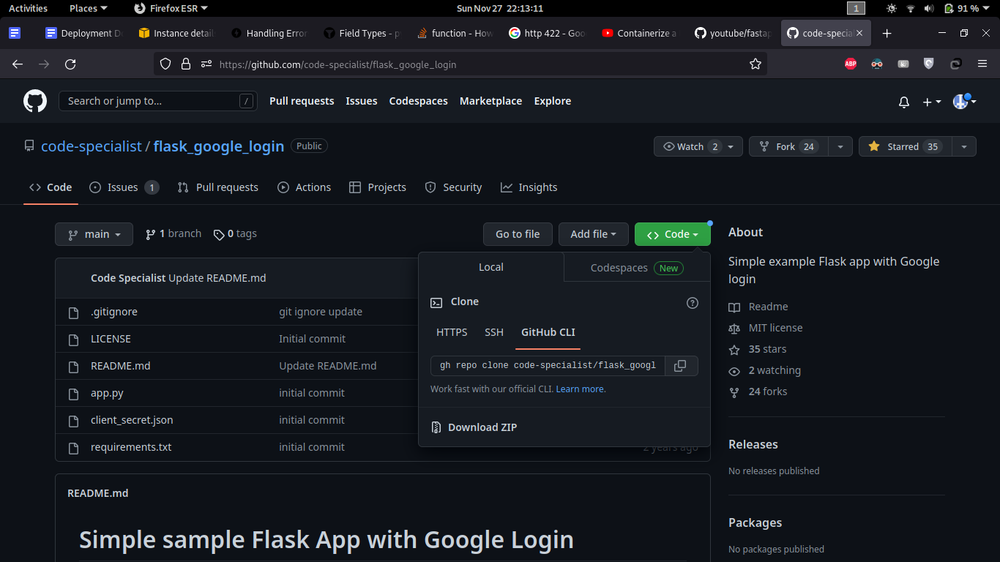 Activities Places Firefox ESR Sun Nov 27 22:13:11 1 91 %
Deployment D Instance detail Handling Error Field Types - p function - How http 422 - Goo Containerize a youtube/fastap code-special
https://github.com/code-specialist/flask_google_login ABP
Search or jump to... / Pull requests Issues Codespaces Marketplace Explore
code-specialist / flask_google_login Public Watch 2 Fork 24 Starred 35
Code Issues 1 Pull requests Actions Projects Security Insights
main 1 branch 0 tags Go to file Add file Code
Code Specialist Update README.md
.gitignore git ignore update
LICENSE Initial commit
README.md Update README.md
app.py initial commit
client_secret.json initial commit
requirements.txt initial commit 2 years ago
Local Codespaces New
Clone
HTTPS SSH GitHub CLI
gh repo clone code-specialist/flask_googl
Work fast with our official CLI. Learn more.
Download ZIP
README.md
Simple sample Flask App with Google Login
About
Simple example Flask app with Google
login
Readme
MIT license
35 stars
2 watching
24 forks
Releases
No releases published
Packages
No packages published